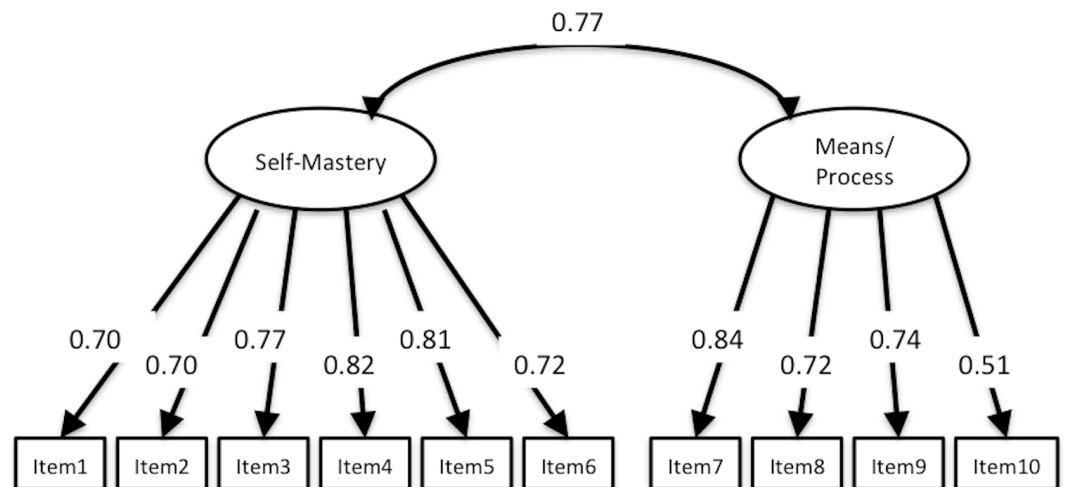 0.77
Self-Mastery
Means/
Process
0.70
0.70
0.77
0.82
0.81
0.72
0.84
0.72
0.74
0.51
Item1
Item2
Item3
Item4
Item5
Item6
Item7
Item8
Item9
Item10